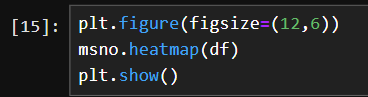 [15]: plt.figure(figsize=(12,6))
msno.heatmap(df)
plt.show()